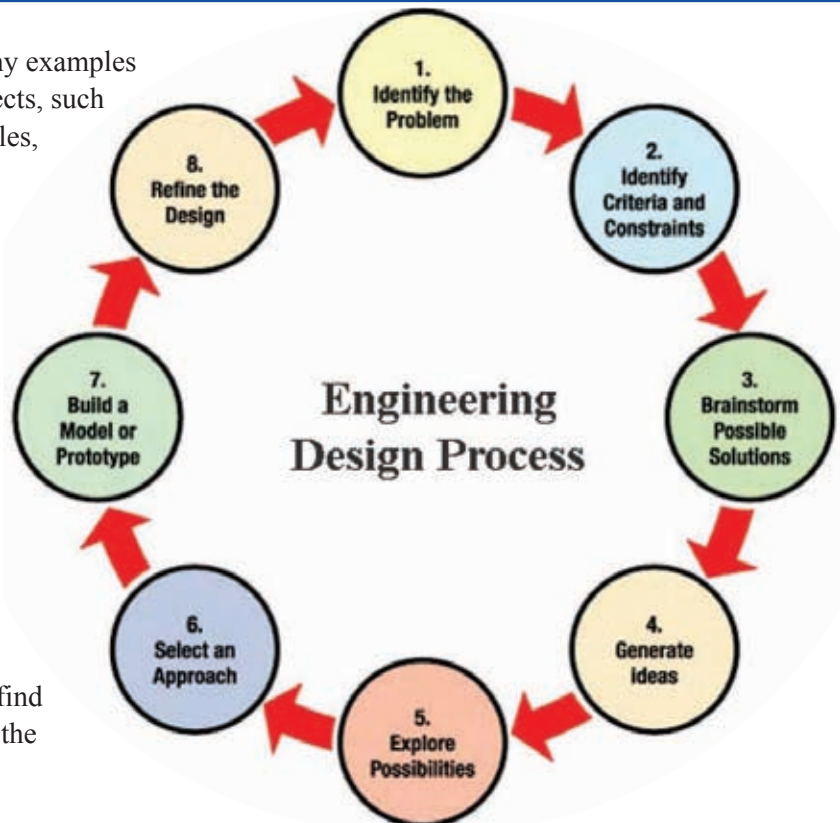 ny examples
ects, such
les,
find
the
Engineering
Design Process
1.
Identify the
Problem
2.
Identify
Criteria and
Constraints
3.
Brainstorm
Possible
Solutions
4.
Generate
Ideas
5.
Explore
Possibilities
6.
Select an
Approach
7.
Build a
Model or
Prototype
8.
Refine the
Design